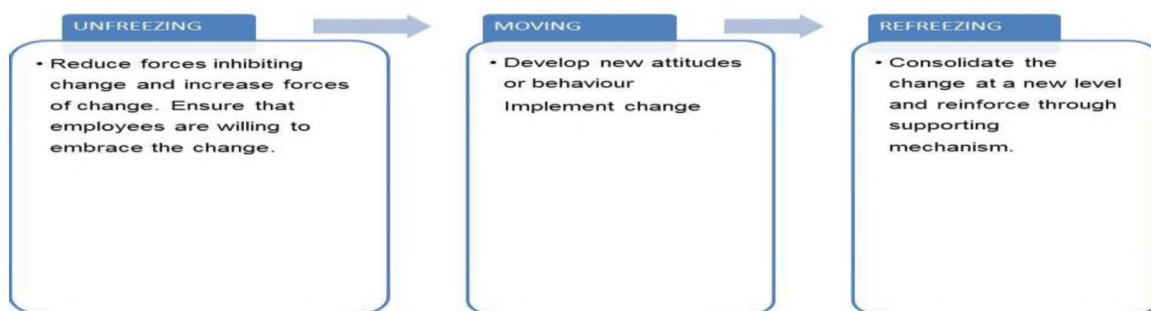 UNFREEZING
• Reduce forces inhibiting
change and increase forces
of change. Ensure that
employees are willing to
embrace the change.
MOVING
• Develop new attitudes
or behaviour
Implement change
REFREEZING
• Consolidate the
change at a new level
and reinforce through
supporting
mechanism.